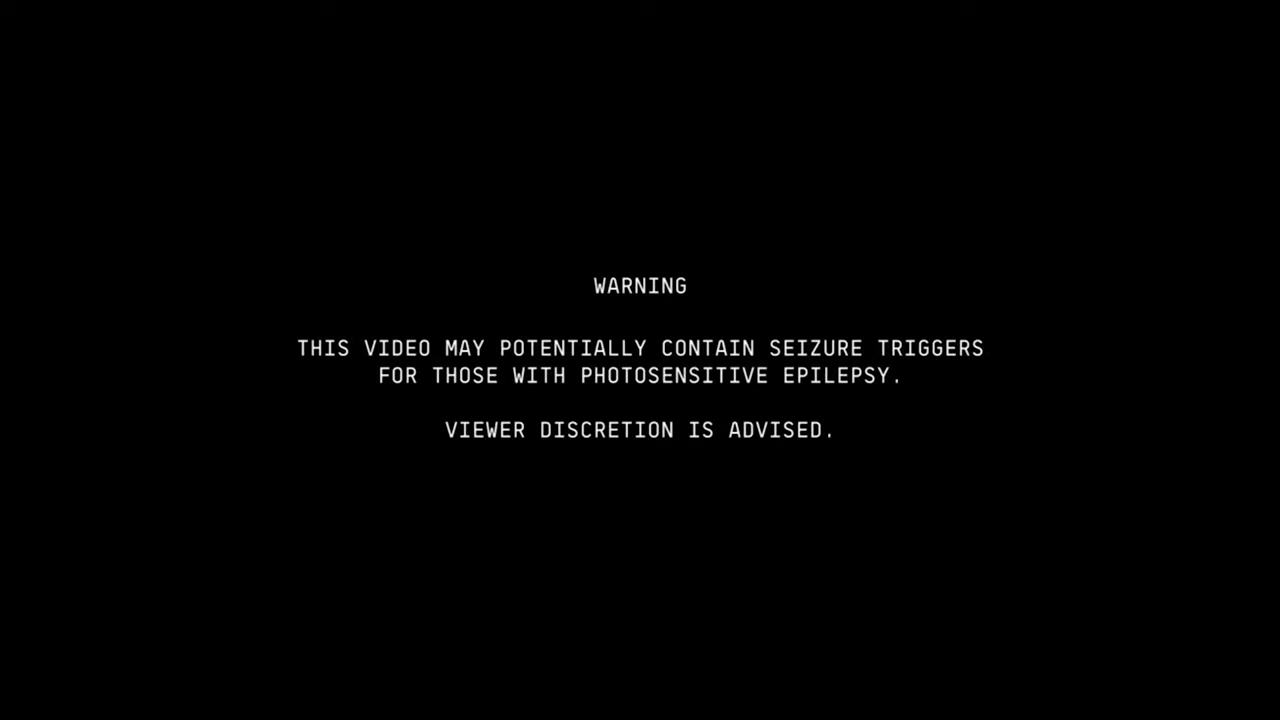 WARNING
THIS VIDEO MAY POTENTIALLY CONTAIN SEIZURE TRIGGERS
FOR THOSE WITH PHOTOSENSITIVE EPILEPSY.
VIEWER DISCRETION IS ADVISED.